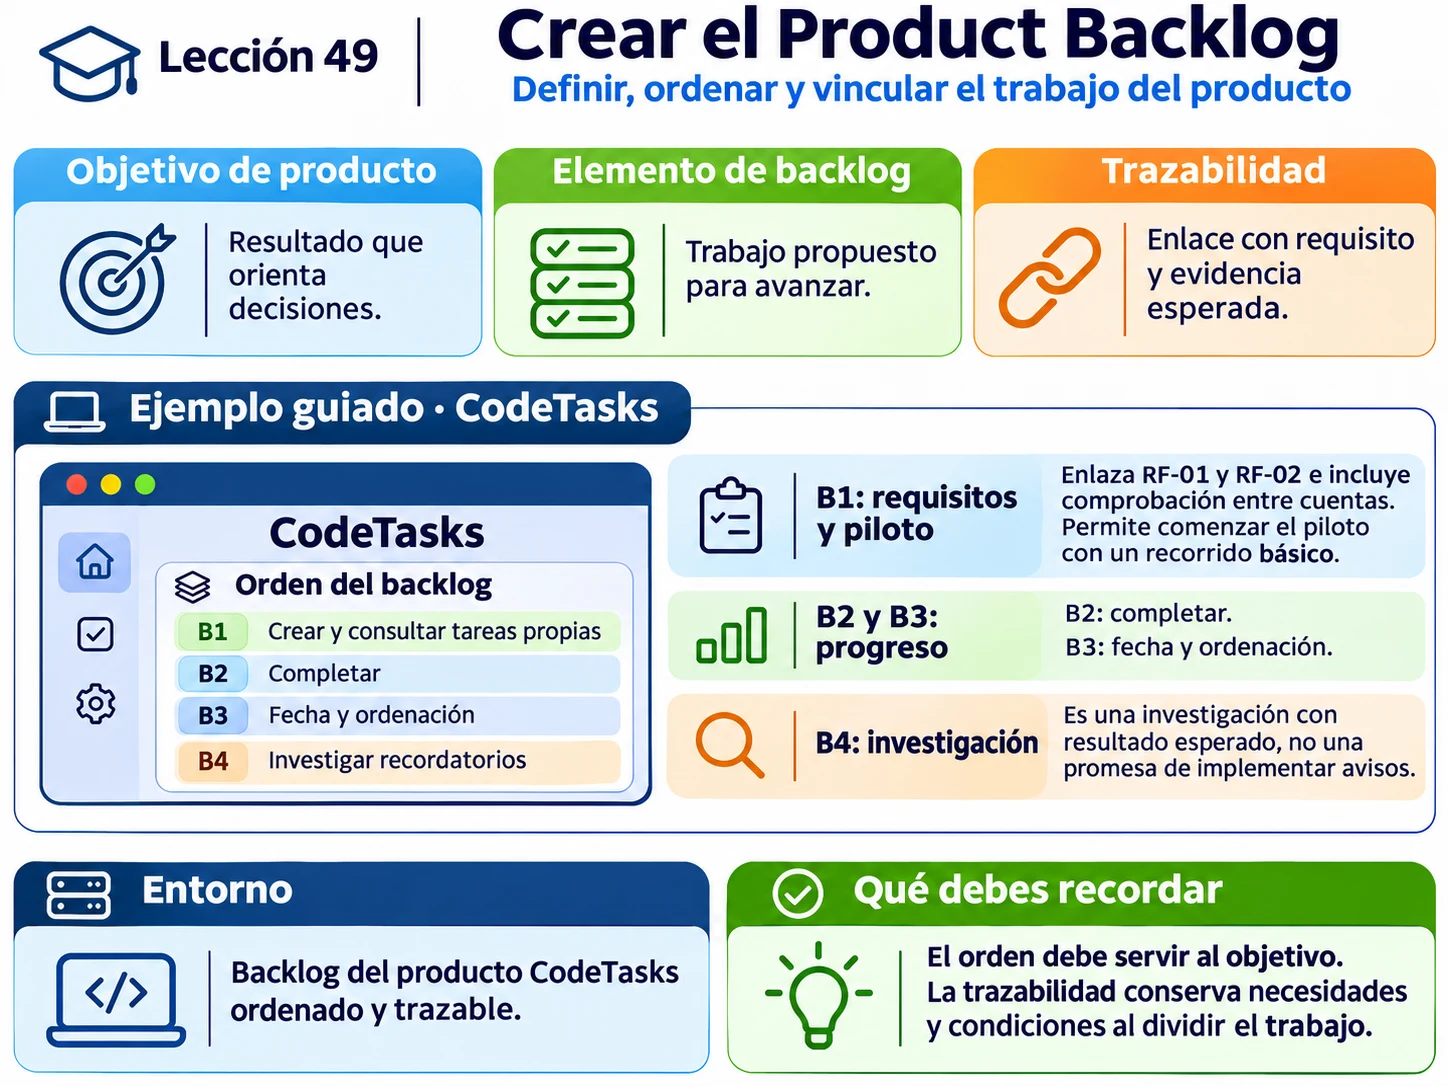 Lección 49
Crear el Product Backlog
Definir, ordenar y vincular el trabajo del producto
Objetivo de producto
Resultado que
orienta
decisiones.
Elemento de backlog
Trabajo propuesto
para avanzar.
Trazabilidad
Enlace con requisito
y evidencia
esperada.
Ejemplo guiado · CodeTasks
CodeTasks
Orden del backlog
B1 Crear y consultar tareas propias
B2 Completar
B3 Fecha y ordenación
B4 Investigar recordatorios
B1: requisitos
y piloto
Enlaza RF-01 y RF-02 e incluye
comprobación entre cuentas.
Permite comenzar el piloto
con un recorrido básico.
B2 y B3:
progreso
B2: completar.
B3: fecha y ordenación.
B4: investigación
Es una investigación con
resultado esperado, no una
promesa de implementar avisos.
Entorno
</>
Backlog del producto CodeTasks
ordenado y trazable.
Qué debes recordar
El orden debe servir al objetivo.
La trazabilidad conserva necesidades
y condiciones al dividir el trabajo.